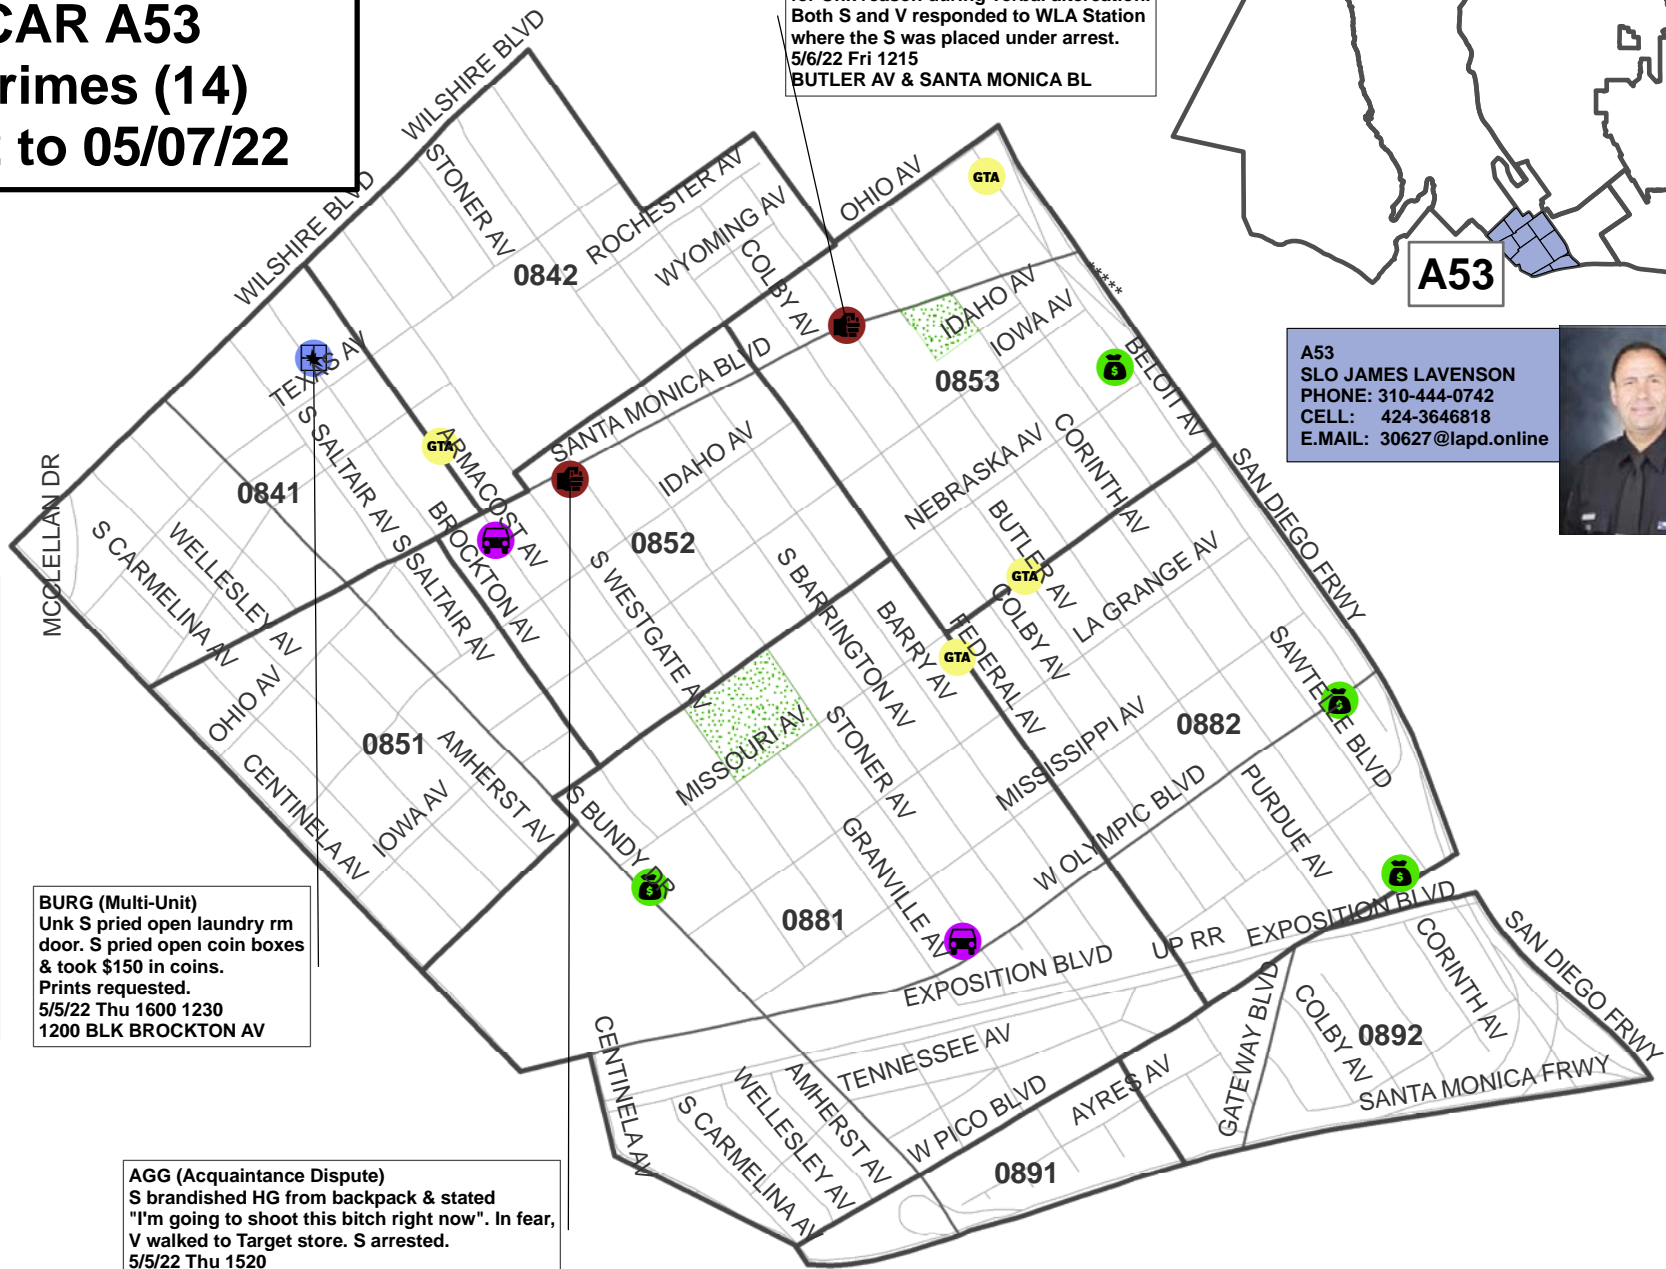 CAR A53
rimes (14)
to 05/07/22
Both S and V responded to WLA Station
where the S was placed under arrest.
5/6/22 Fri 1215
BUTLER AV & SANTA MONICA BL
A53
A53
SLO JAMES LAVENSON
PHONE: 310-444-0742
CELL: 424-3646818
E.MAIL: 30627@lapd.online
WILSHIRE BLVD
WILSHIRE BLVD
STONER AV
ROCHESTER AV
WYOMING AV
COLBY AV
OHIO AV
GTA
0842
IDAHO AV
IOWA AV
*****
BELOIT AV
TEXAS AV
SANTA MONICA BLVD
0853
GTA
ARMACOST AV
S SALTAIR AV
0841
IDAHO AV
NEBRASKA AV
CORINTH AV
SAN DIEGO FRWY
MCCLELLAN DR
S CARMELINA AV
WELLESLEY AV
BROCKTON AV
S SALTAIR AV
0852
S WESTGATE AV
S BARRINGTON AV
BARRY AV
BUTLER AV
GTA
COLBY AV
LA GRANGE AV
GTA
FEDERAL AV
SAWTELLE BLVD
OHIO AV
CENTINELA AV
0851
AMHERST AV
IOWA AV
MISSOURI AV
STONER AV
MISSISSIPPI AV
0882
S BUNDY DR
GRANVILLE AV
W OLYMPIC BLVD
PURDUE AV
0881
EXPOSITION BLVD
UP RR
EXPOSITION BLVD
CORINTH AV
SAN DIEGO FRWY
BURG (Multi-Unit)
Unk S pried open laundry rm
door. S pried open coin boxes
& took $150 in coins.
Prints requested.
5/5/22 Thu 1600 1230
1200 BLK BROCKTON AV
CENTINELA AV
TENNESSEE AV
GATEWAY BLVD
COLBY AV
0892
SANTA MONICA FRWY
S CARMELINA AV
WELLESLEY AV
AMHERST AV
W PICO BLVD
AYRES AV
0891
AGG (Acquaintance Dispute)
S brandished HG from backpack & stated
"I'm going to shoot this bitch right now". In fear,
V walked to Target store. S arrested.
5/5/22 Thu 1520